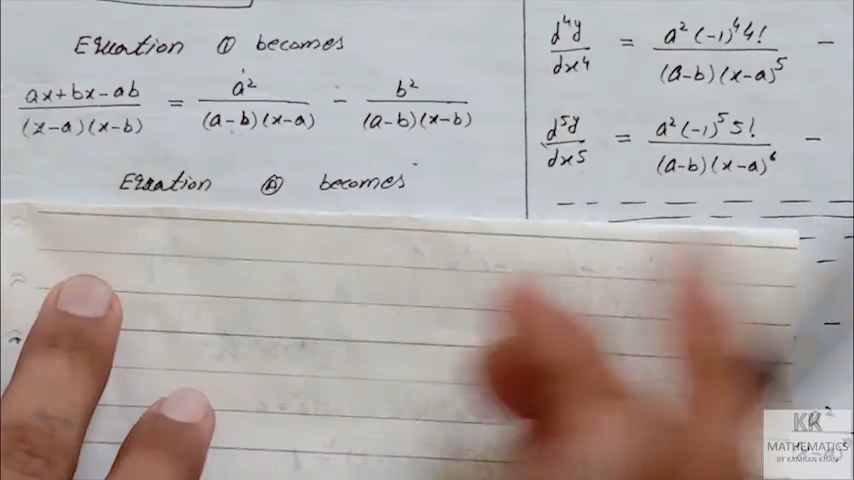 Equation ① becomes
ax+bx-ab / (x-a)(x-b) = a² / (a-b)(x-a) - b² / (a-b)(x-b)
Equation Ⓐ becomes
d⁴y / dx⁴ = a²(-1)⁴4! / (a-b)(x-a)⁵ -
d⁵y / dx⁵ = a²(-1)⁵5! / (a-b)(x-a)⁶ -
KK
MATHEMATICS
BY KAMRAN KHAN